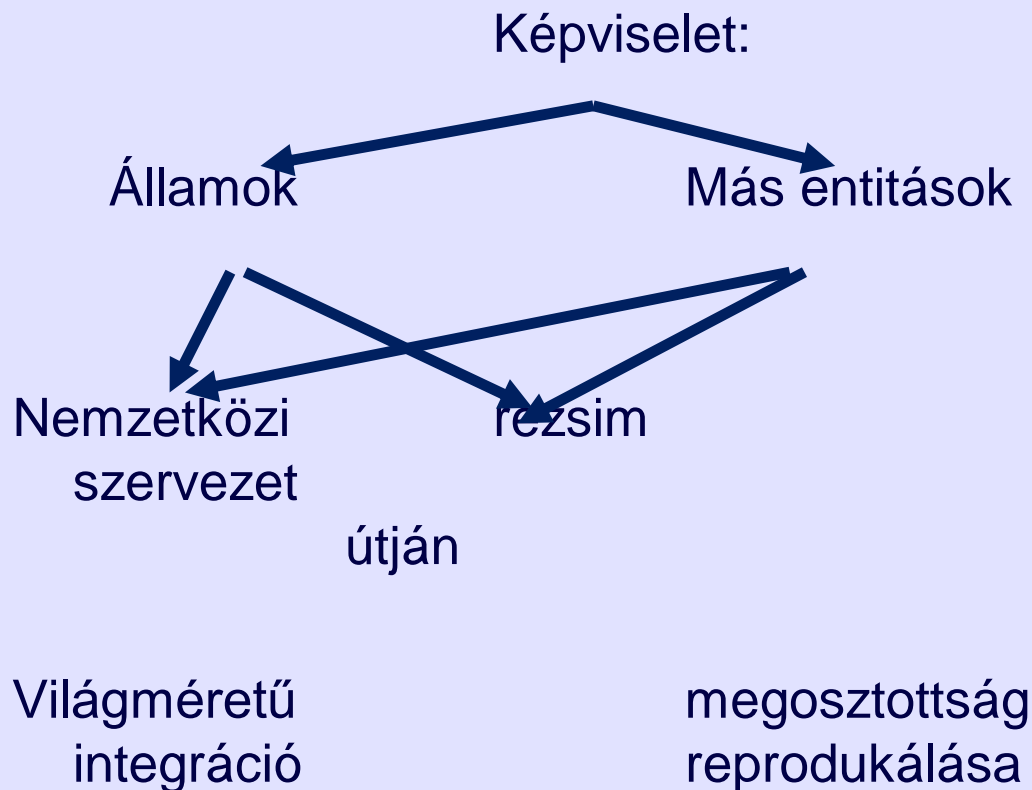 Képviselet:
Államok Más entitások
Nemzetközi rezsim
szervezet
útján
Világméretű megosztottság
integráció reprodukálása